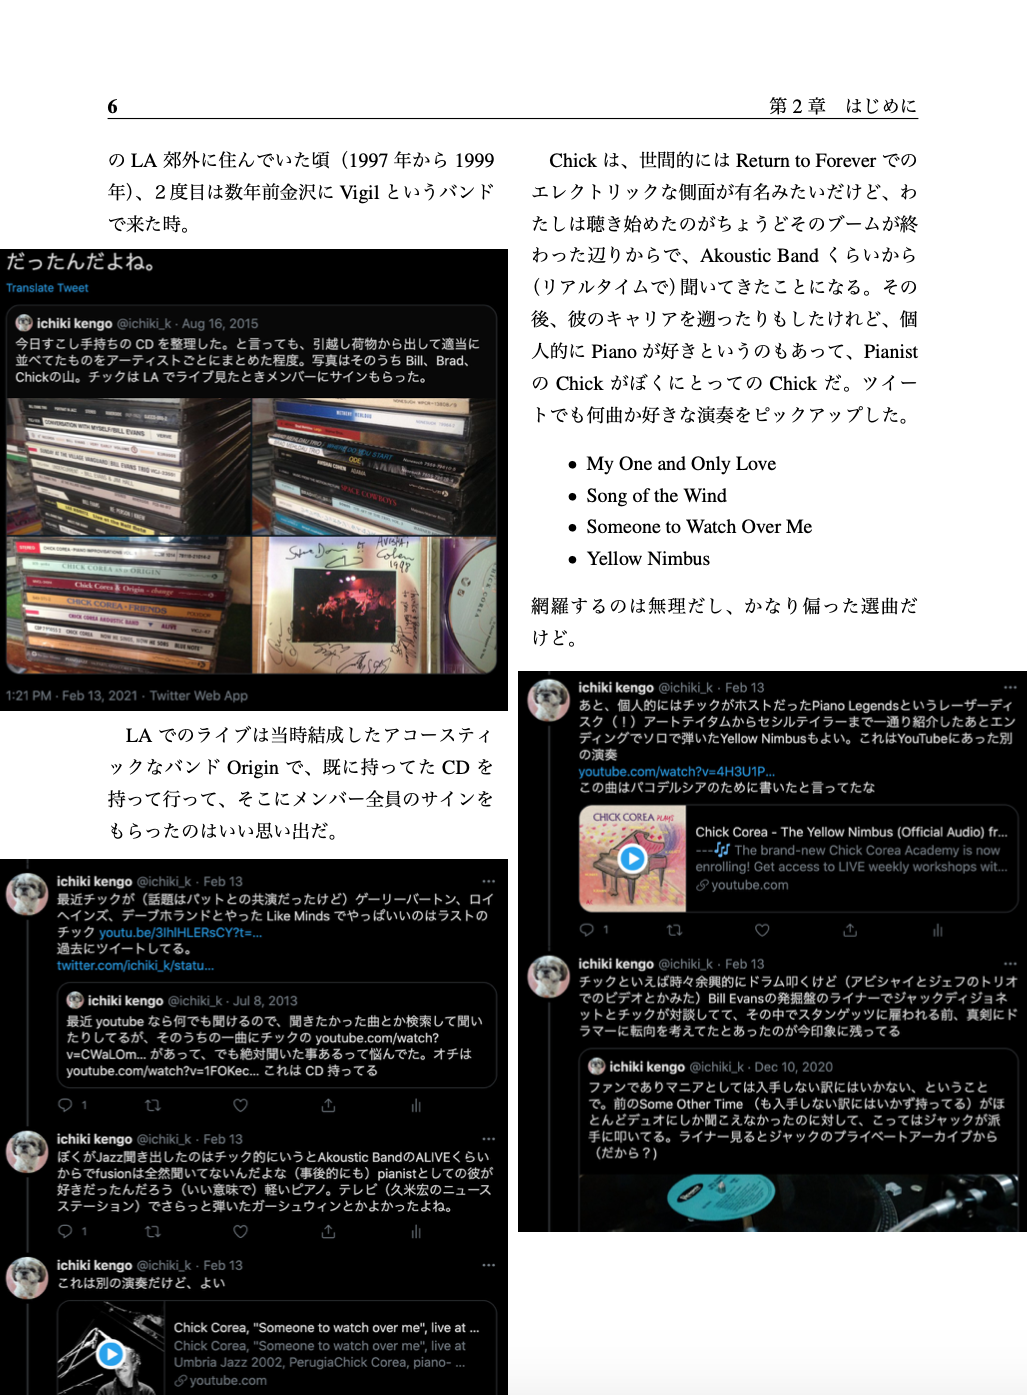 6
第 2 章　はじめに
の LA 郊外に住んでいた頃（1997 年から 1999
年）、２度目は数年前金沢に Vigil というバンド
で来た時。
だったんだよね。
Translate Tweet
ichiki kengo @ichiki_k · Aug 16, 2015
今日すこし手持ちの CD を整理した。と言っても、引越し荷物から出して適当に
並べてたものをアーティストごとにまとめた程度。写真はそのうち Bill、Brad、
Chickの山。チックは LA でライブ見たときメンバーにサインもらった。
CONVERSATION WITH MYSELF/BILL EVANS
SPACE COWBOYS
CHICK COREA
ORIGIN
Chick Corea & Origin - change
CHICK COREA · FRIENDS
CHICK COREA AKOUSTIC BAND
ALIVE
CHICK COREA
NOW HE SINGS, NOW HE SOBS
BLUE NOTE
AVISHAI
Cohen
1998
1:21 PM · Feb 13, 2021 · Twitter Web App
LA でのライブは当時結成したアコースティ
ックなバンド Origin で、既に持ってた CD を
持って行って、そこにメンバー全員のサインを
もらったのはいい思い出だ。
ichiki kengo @ichiki_k · Feb 13
最近チックが（話題はパットとの共演だったけど）ゲーリーバートン、ロイ
ヘインズ、デーブホランドとやった Like Minds でやっぱいいのはラストの
チック youtu.be/3lhlHLERsCY?t=...
過去にツイートしてる。
twitter.com/ichiki_k/statu...
ichiki kengo @ichiki_k · Jul 8, 2013
最近 youtube なら何でも聞けるので、聞きたかった曲とか検索して聞い
たりしてるが、そのうちの一曲にチックの youtube.com/watch?
v=CWaLOm... があって、でも絶対聞いた事あるって悩んでた。オチは
youtube.com/watch?v=1FOKec... これは CD 持ってる
1
ichiki kengo @ichiki_k · Feb 13
ぼくがJazz聞き出したのはチック的にいうとAkoustic BandのALIVEくらい
からでfusionは全然聞いてないんだよな（事後的にも）pianistとしての彼が
好きだったんだろう（いい意味で）軽いピアノ。テレビ（久米宏のニュース
ステーション）でさらっと弾いたガーシュウィンとかよかったよね。
1
ichiki kengo @ichiki_k · Feb 13
これは別の演奏だけど、よい
Chick Corea, "Someone to watch over me", live at ...
Chick Corea, "Someone to watch over me", live at
Umbria Jazz 2002, PerugiaChick Corea, piano- ...
youtube.com
Chick は、世間的には Return to Forever での
エレクトリックな側面が有名みたいだけど、わ
たしは聴き始めたのがちょうどそのブームが終
わった辺りからで、Akoustic Band くらいから
（リアルタイムで）聞いてきたことになる。その
後、彼のキャリアを遡ったりもしたけれど、個
人的に Piano が好きというのもあって、Pianist
の Chick がぼくにとっての Chick だ。ツイー
トでも何曲か好きな演奏をピックアップした。
• My One and Only Love
• Song of the Wind
• Someone to Watch Over Me
• Yellow Nimbus
網羅するのは無理だし、かなり偏った選曲だ
けど。
ichiki kengo @ichiki_k · Feb 13
あと、個人的にはチックがホストだったPiano Legendsというレーザーディ
スク（！）アートテイタムからセシルテイラーまで一通り紹介したあとエン
ディングでソロで弾いたYellow Nimbusもよい。これはYouTubeにあった別
の演奏
youtube.com/watch?v=4H3U1P...
この曲はパコデルシアのために書いたと言ってたな
CHICK COREA PLAYS
Chick Corea - The Yellow Nimbus (Official Audio) fr...
---🎶 The brand-new Chick Corea Academy is now
enrolling! Get access to LIVE weekly workshops wit...
youtube.com
1
ichiki kengo @ichiki_k · Feb 13
チックといえば時々余興的にドラム叩くけど（アビシャイとジェフのトリオ
でのビデオとかみた）Bill Evansの発掘盤のライナーでジャックディジョネ
ットとチックが対談してて、その中でスタンゲッツに雇われる前、真剣にド
ラマーに転向を考えてたとあったのが今印象に残ってる
ichiki kengo @ichiki_k · Dec 10, 2020
ファンでありマニアとしては入手しない訳にはいかない、ということ
で。前のSome Other Time （も入手しない訳にはいかず持ってる）がほ
とんどデュオにしか聞こえなかったのに対して、こってはジャックが派
手に叩いてる。ライナー見るとジャックのプライベートアーカイブから
（だから？）